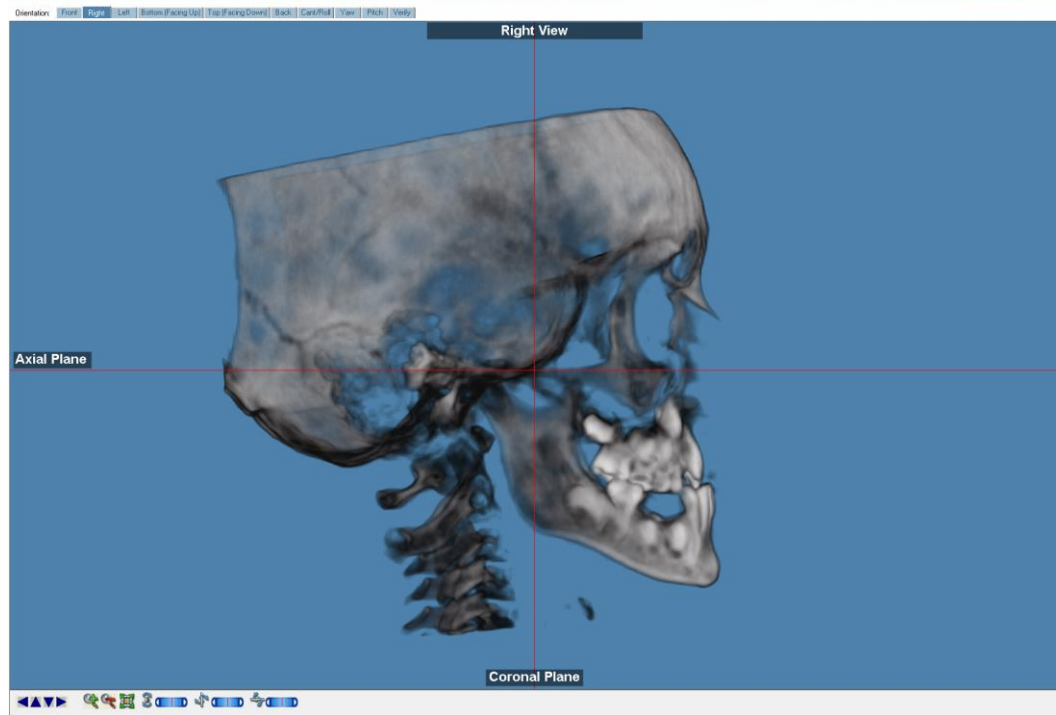 Orientation: Front Right Left Bottom (Facing Up) Top (Facing Down) Back Cant/Roll Yaw Pitch Verify
Right View
Axial Plane
Coronal Plane